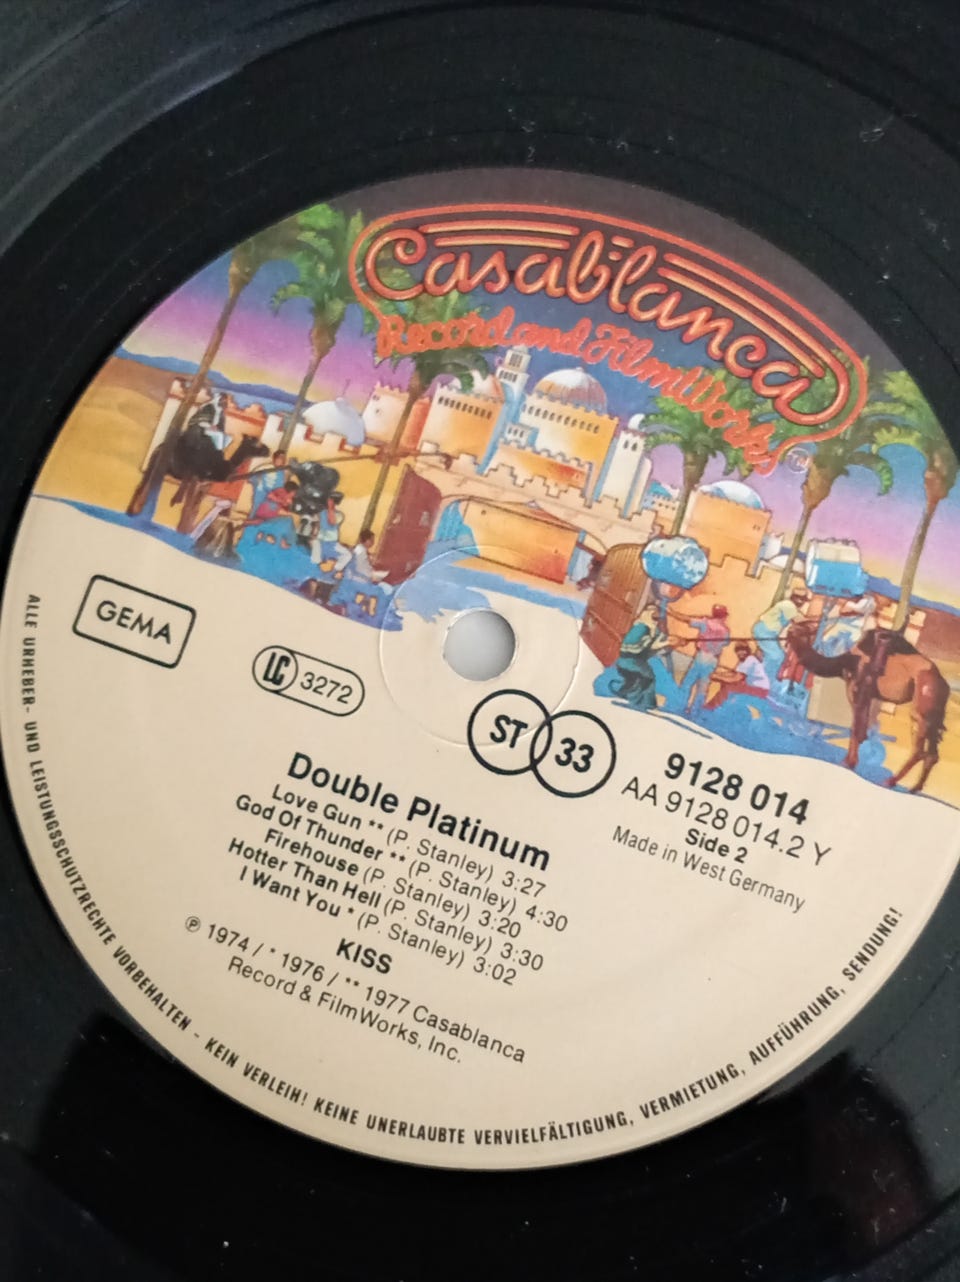 Casablanca
Record and FilmWorks TM
GEMA
LC 3272
ST 33
9128 014
AA 9128 014.2 Y
Side 2
Made in West Germany
Double Platinum
Love Gun ** (P. Stanley) 3:27
God Of Thunder ** (P. Stanley) 4:30
Firehouse (P. Stanley) 3:20
Hotter Than Hell (P. Stanley) 3:30
I Want You * (P. Stanley) 3:02
KISS
℗ 1974 / * 1976 / ** 1977 Casablanca
Record & FilmWorks, Inc.
ALLE URHEBER- UND LEISTUNGSSCHUTZRECHTE VORBEHALTEN - KEIN VERLEIH! KEINE UNERLAUBTE VERVIELFÄLTIGUNG, VERMIETUNG, AUFFÜHRUNG, SENDUNG!